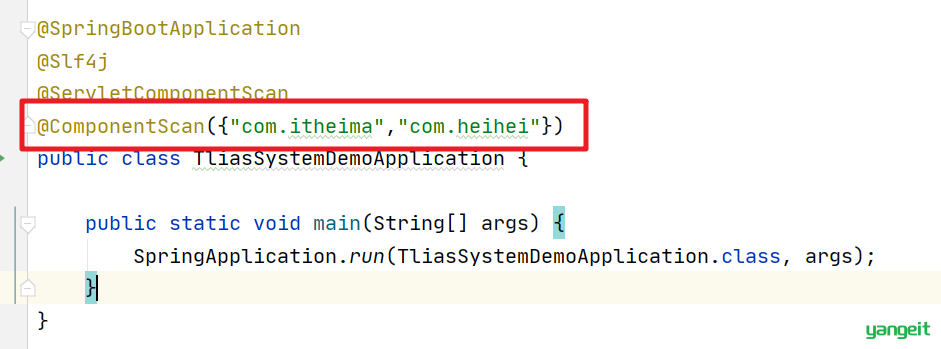 @SpringBootApplication
@Slf4j
@ServletComponentScan
@ComponentScan({"com.itheima","com.heihei"})
public class TliasSystemDemoApplication {
public static void main(String[] args) {
SpringApplication.run(TliasSystemDemoApplication.class, args);
}
}
yangeit